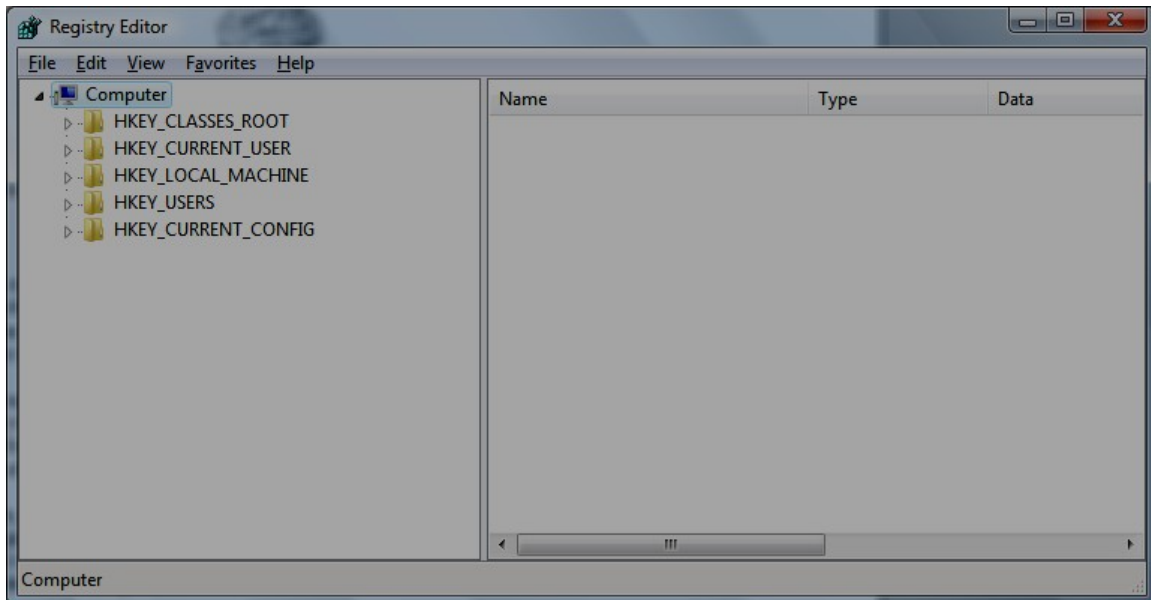 Registry Editor
File Edit View Favorites Help
Computer
Name Type Data
HKEY_CLASSES_ROOT
HKEY_CURRENT_USER
HKEY_LOCAL_MACHINE
HKEY_USERS
HKEY_CURRENT_CONFIG
Computer